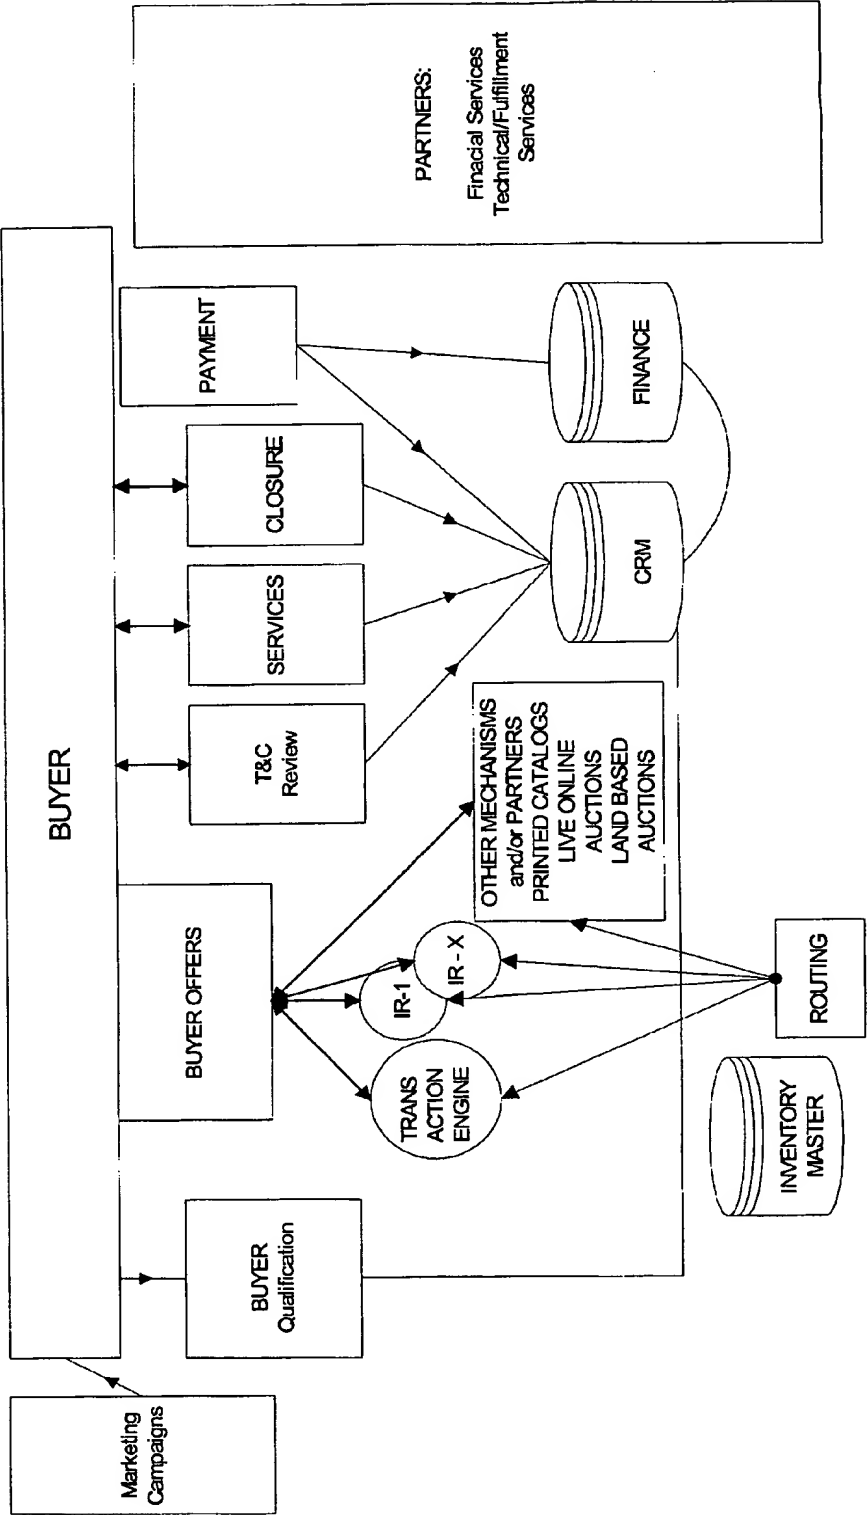 Marketing
Campaigns
BUYER
BUYER
Qualification
BUYER OFFERS
T&C
Review
SERVICES
CLOSURE
PAYMENT
PARTNERS:
Finacial Services
Technical/Fulfillment
Services
TRANS
ACTION
ENGINE
IR-1
IR - X
OTHER MECHANISMS
and/or PARTNERS
PRINTED CATALOGS
LIVE ONLINE
AUCTIONS
LAND BASED
AUCTIONS
CRM
FINANCE
INVENTORY
MASTER
ROUTING